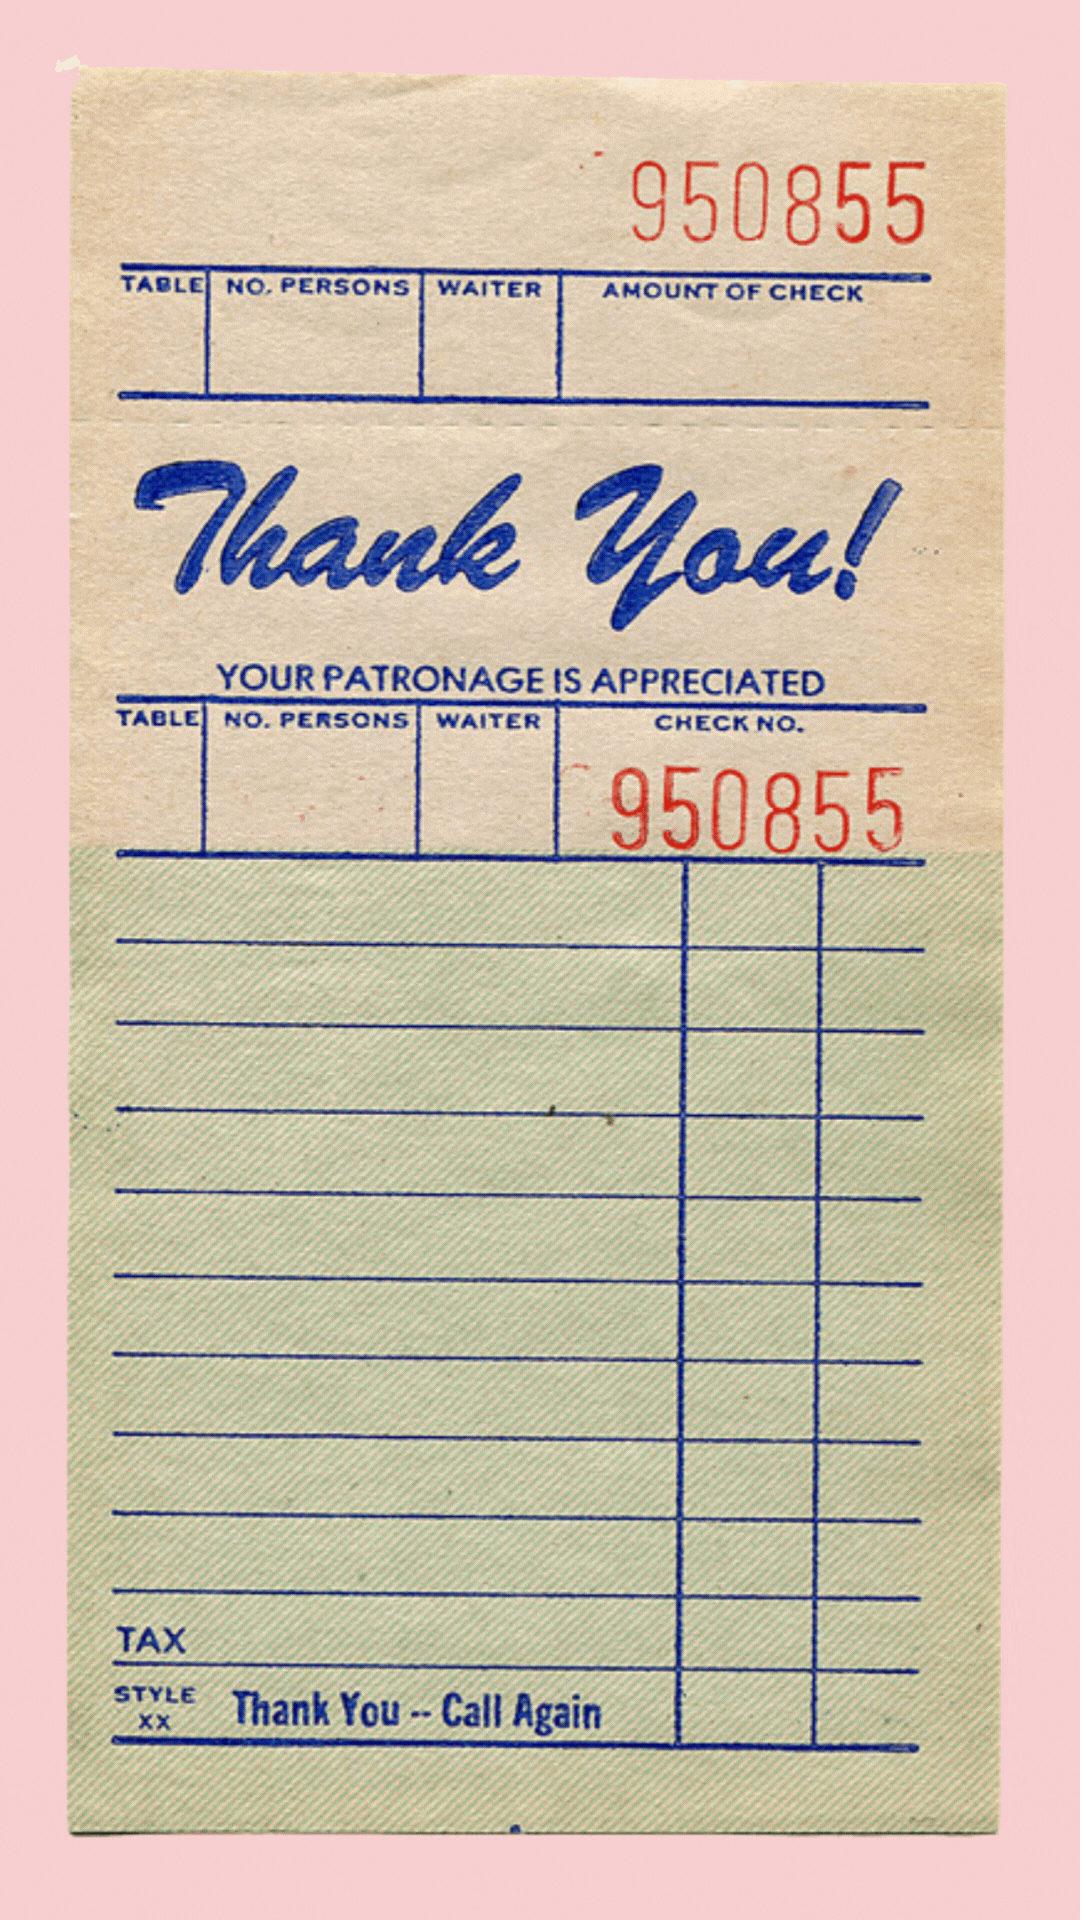 950855
TABLE NO. PERSONS WAITER AMOUNT OF CHECK
Thank You!
YOUR PATRONAGE IS APPRECIATED
TABLE NO. PERSONS WAITER CHECK NO.
950855
TAX
STYLE XX Thank You -- Call Again